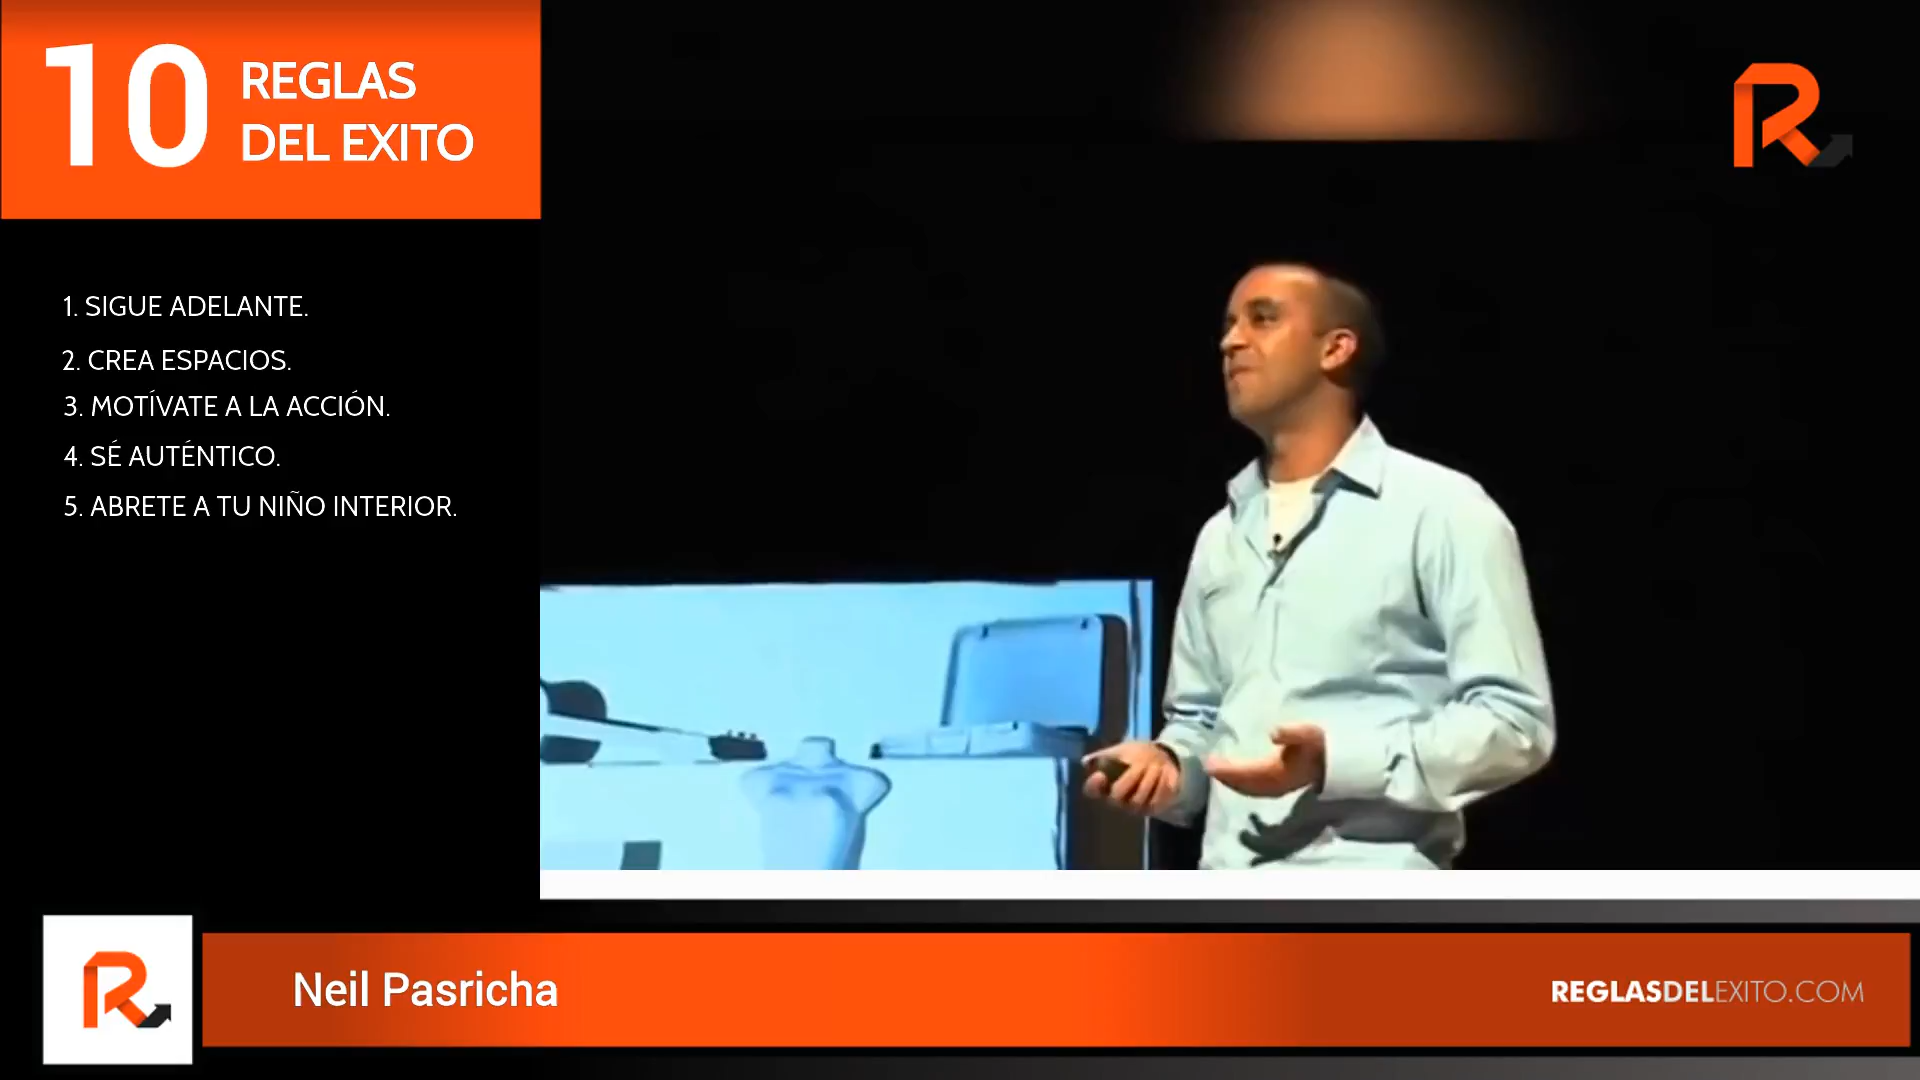 10
REGLAS
DEL EXITO
1. SIGUE ADELANTE.
2. CREA ESPACIOS.
3. MOTÍVATE A LA ACCIÓN.
4. SÉ AUTÉNTICO.
5. ABRETE A TU NIÑO INTERIOR.
Neil Pasricha
REGLASDELEXITO.COM